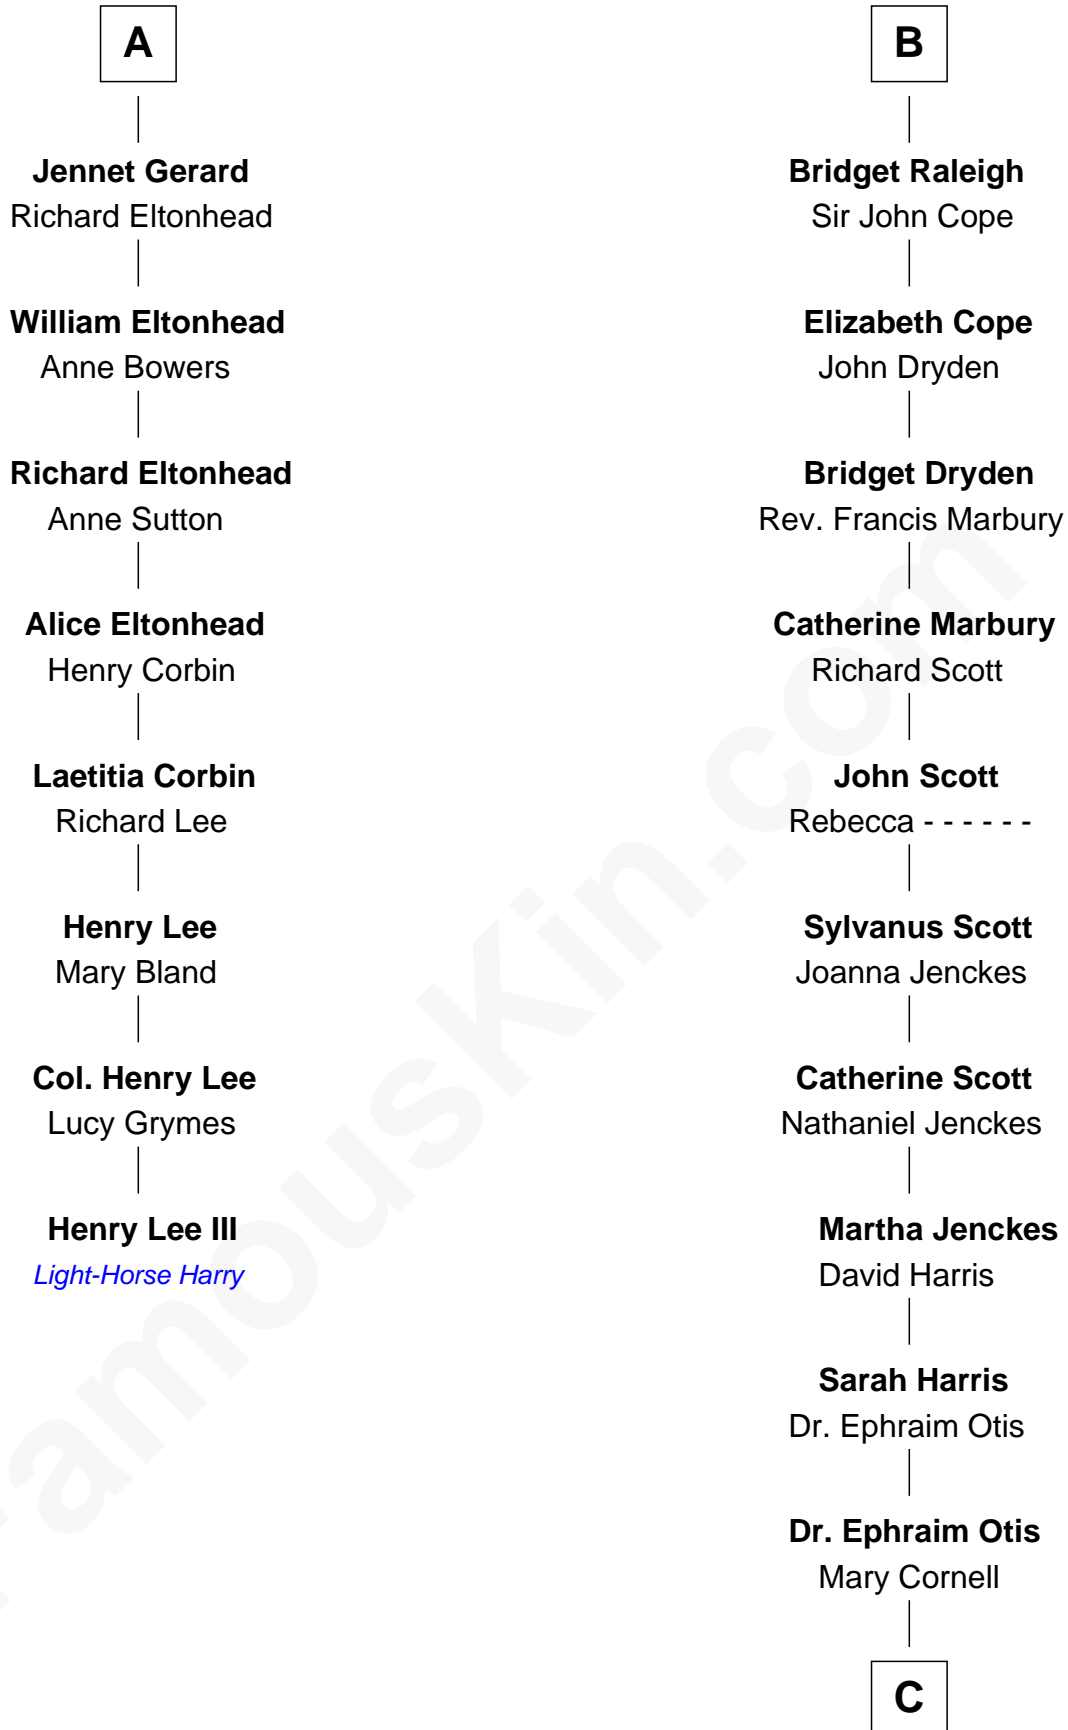 A
Jennet Gerard
Richard Eltonhead
William Eltonhead
Anne Bowers
Richard Eltonhead
Anne Sutton
Alice Eltonhead
Henry Corbin
Laetitia Corbin
Richard Lee
Henry Lee
Mary Bland
Col. Henry Lee
Lucy Grymes
Henry Lee III
Light-Horse Harry
B
Bridget Raleigh
Sir John Cope
Elizabeth Cope
John Dryden
Bridget Dryden
Rev. Francis Marbury
Catherine Marbury
Richard Scott
John Scott
Rebecca - - - - - -
Sylvanus Scott
Joanna Jenckes
Catherine Scott
Nathaniel Jenckes
Martha Jenckes
David Harris
Sarah Harris
Dr. Ephraim Otis
Dr. Ephraim Otis
Mary Cornell
C
FamousKin.com